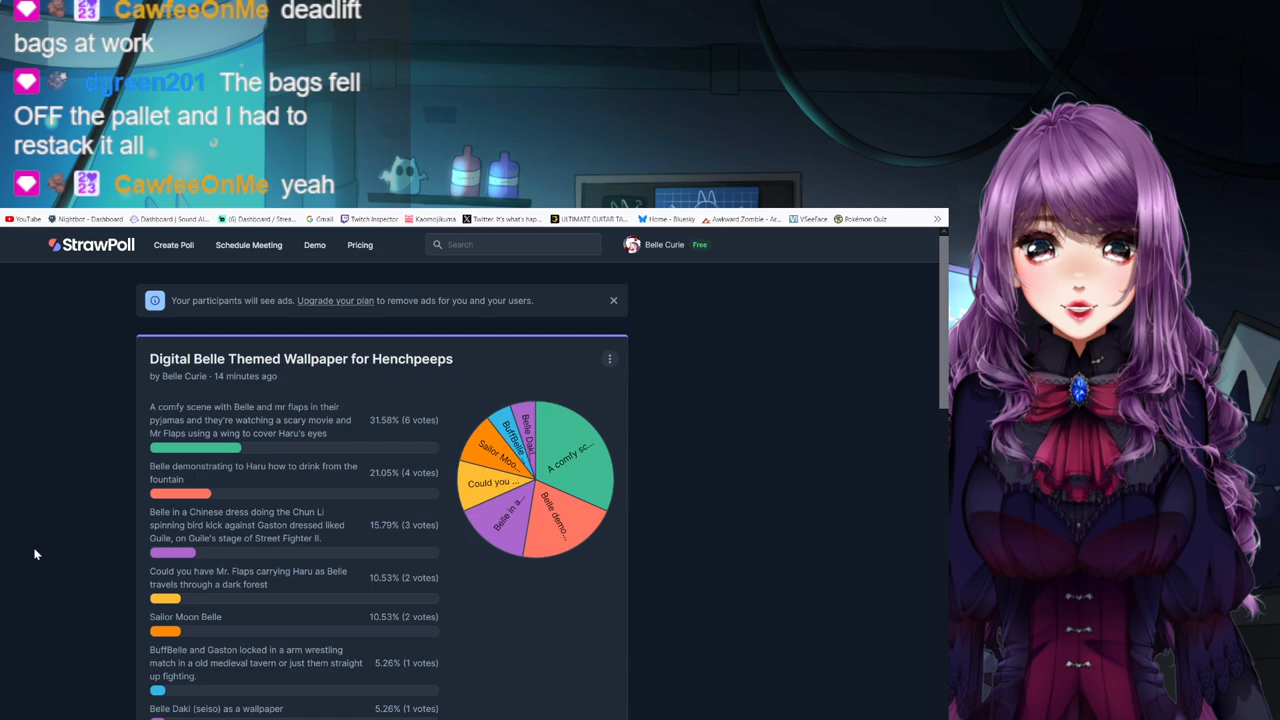 CawfeeOnMe deadlift
bags at work
dgreen201 The bags fell
OFF the pallet and I had to
restack it all
CawfeeOnMe yeah
YouTube Nightbot - Dashboard Dashboard | Sound Al... (6) Dashboard / Strea... Gmail Twitch Inspector Kaomojikuma Twitter. It's what's hap... ULTIMATE GUITAR TA... Home - Bluesky Awkward Zombie - Ar... VSeeFace Pokémon Quiz
StrawPoll Create Poll Schedule Meeting Demo Pricing Search Belle Curie Free
Your participants will see ads. Upgrade your plan to remove ads for you and your users.
Digital Belle Themed Wallpaper for Henchpeeps
by Belle Curie · 14 minutes ago
A comfy scene with Belle and mr flaps in their
pyjamas and they're watching a scary movie and
Mr Flaps using a wing to cover Haru's eyes
31.58% (6 votes)
Belle demonstrating to Haru how to drink from the
fountain
21.05% (4 votes)
Belle in a Chinese dress doing the Chun Li
spinning bird kick against Gaston dressed liked
Guile, on Guile's stage of Street Fighter II.
15.79% (3 votes)
Could you have Mr. Flaps carrying Haru as Belle
travels through a dark forest
10.53% (2 votes)
Sailor Moon Belle
10.53% (2 votes)
BuffBelle and Gaston locked in a arm wrestling
match in a old medieval tavern or just them straight
up fighting.
5.26% (1 votes)
Belle Daki (seiso) as a wallpaper
5.26% (1 votes)
A comfy sc...
Belle demo...
Belle in a...
Could you ...
Sailor Moo...
BuffBelle...
Belle Daki...